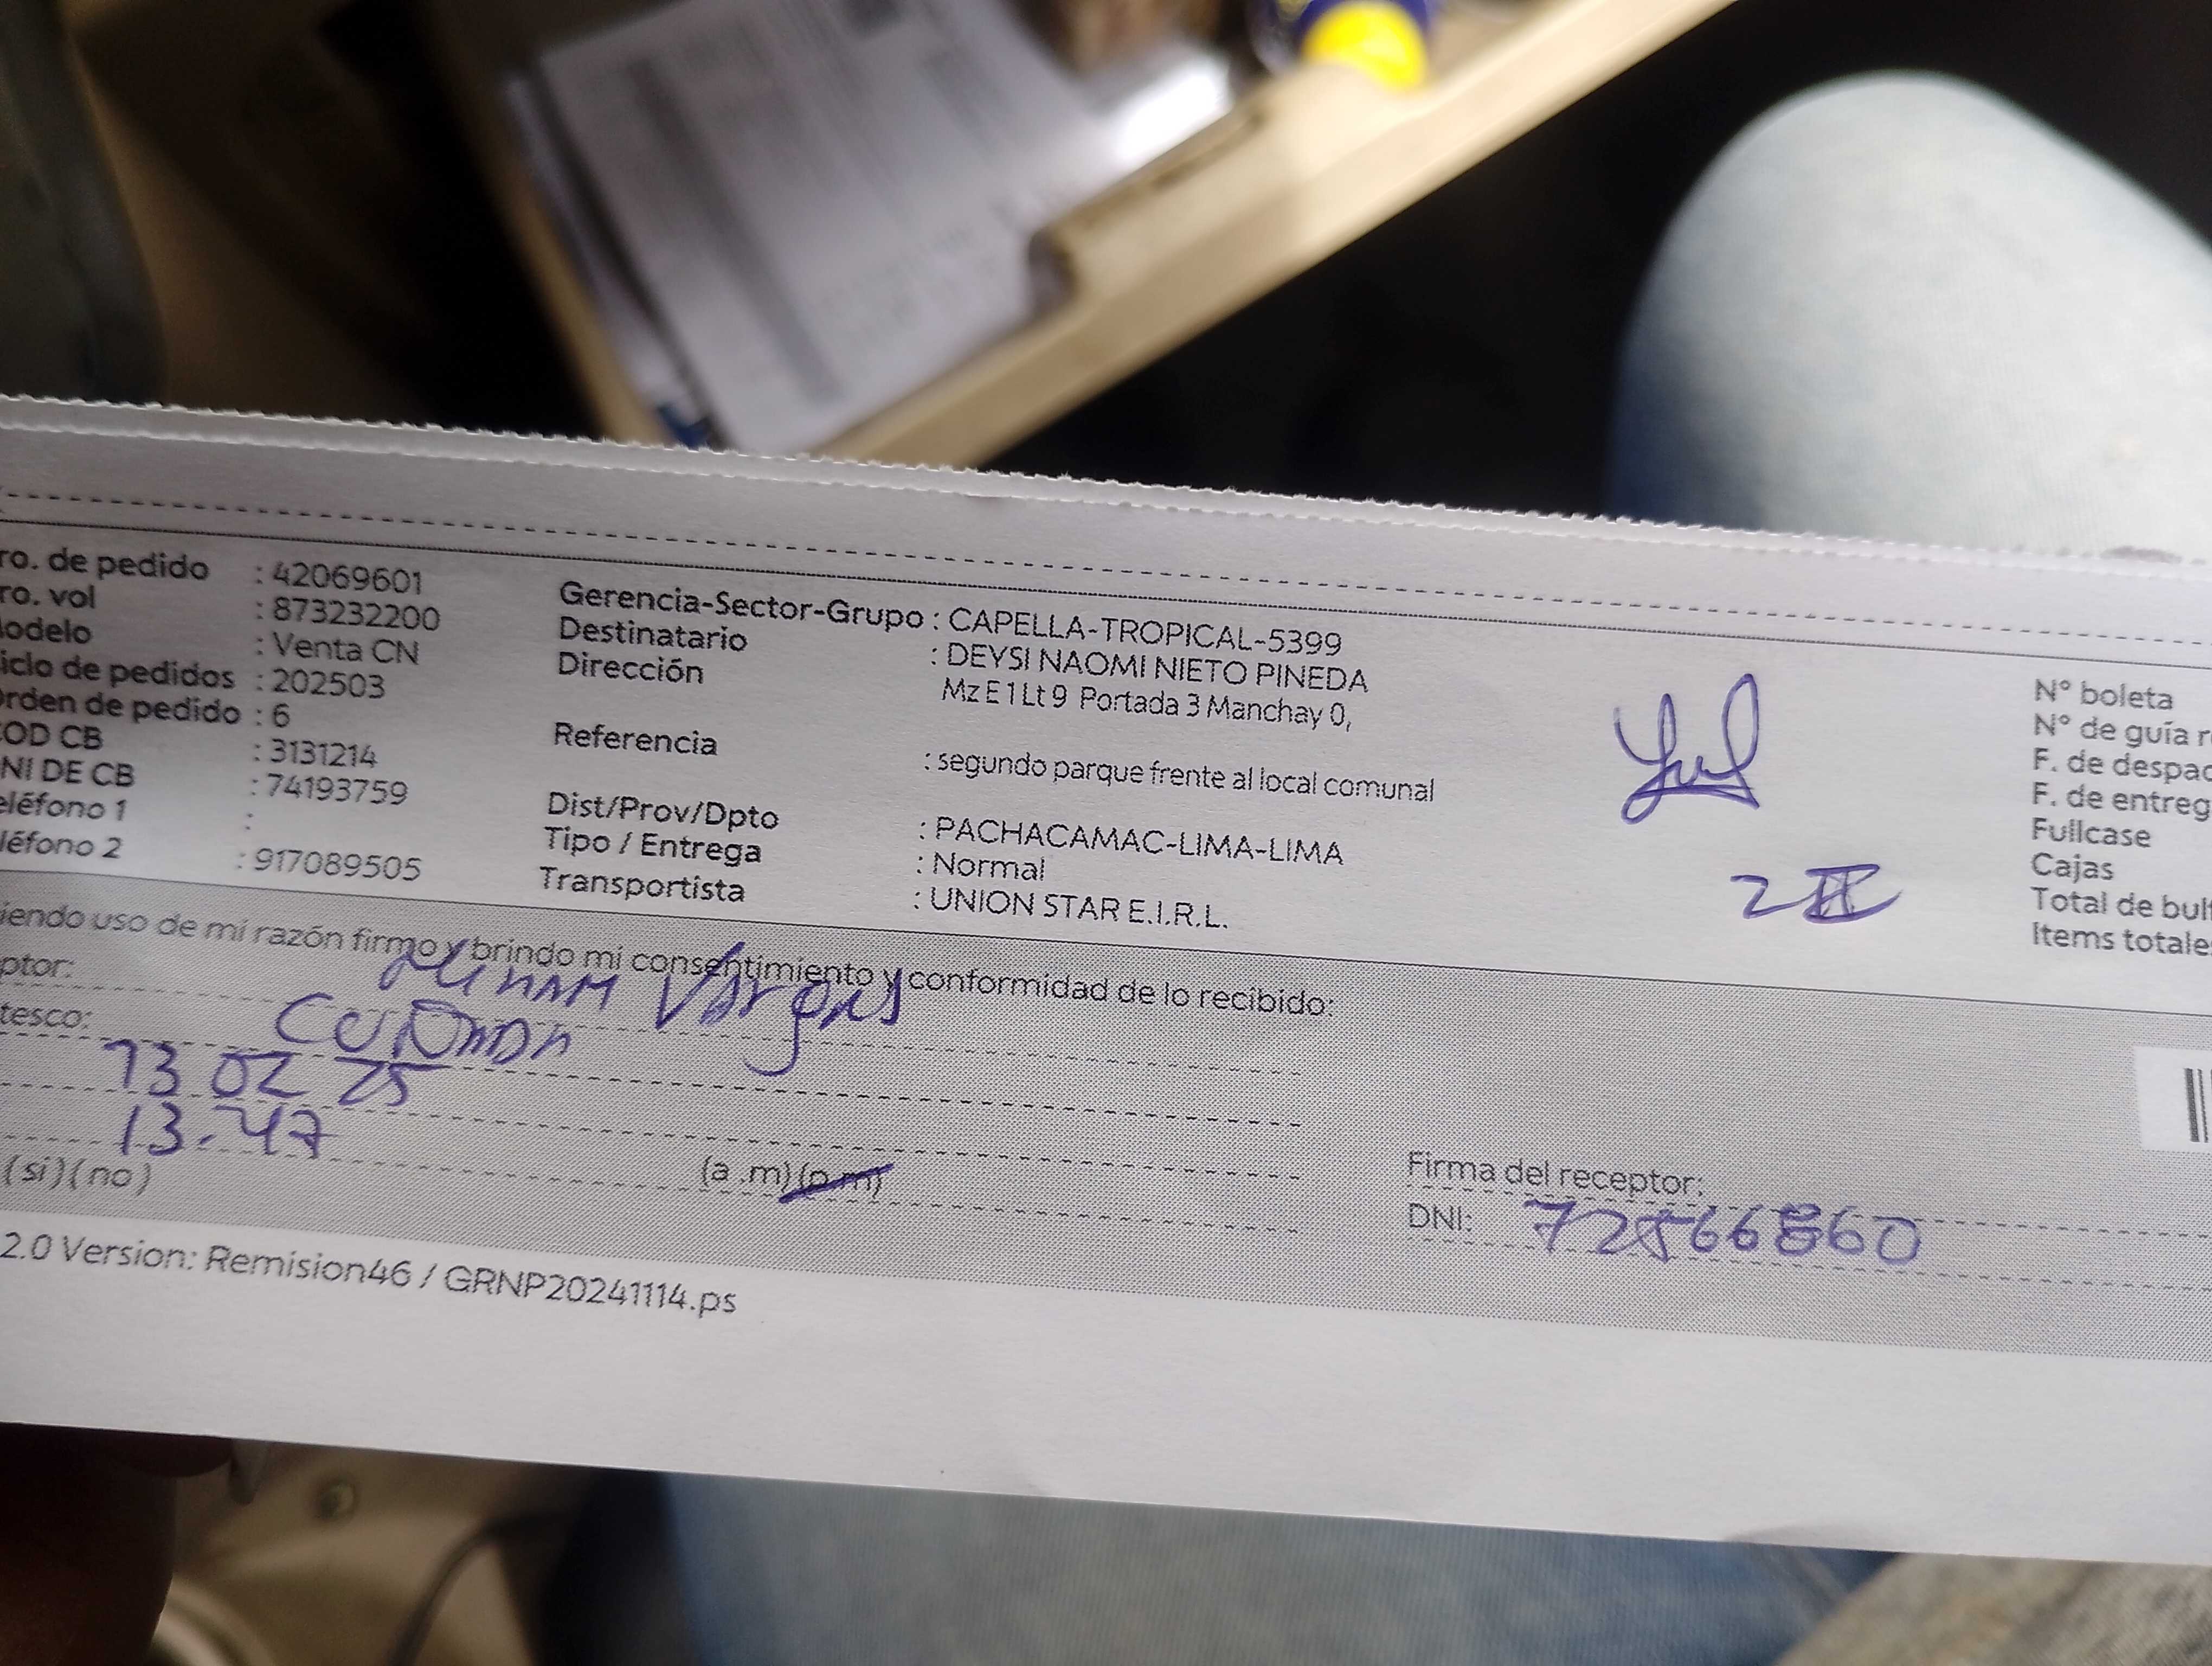 ro. de pedido : 42069601
ro. vol : 873232200
odelo : Venta CN
iclo de pedidos : 202503
rden de pedido : 6
OD CB : 3131214
NI DE CB : 74193759
eléfono 1 :
léfono 2 : 917089505
Gerencia-Sector-Grupo : CAPELLA-TROPICAL-5399
Destinatario : DEYSI NAOMI NIETO PINEDA
Dirección Mz E 1 Lt 9 Portada 3 Manchay 0,
Referencia : segundo parque frente al local comunal
Dist/Prov/Dpto : PACHACAMAC-LIMA-LIMA
Tipo / Entrega : Normal
Transportista : UNION STAR E.I.R.L.
N° boleta
N° de guía r
F. de despac
F. de entreg
Fullcase
Cajas
Total de bul
Items totale
iendo uso de mi razón firmo y brindo mi consentimiento y conformidad de lo recibido:
ptor: Vargas
tesco:
13 02 25
13.47
(si)(no) (a .m)(p.m)
Firma del receptor:
DNI:
2.0 Version: Remision46 / GRNP20241114.ps